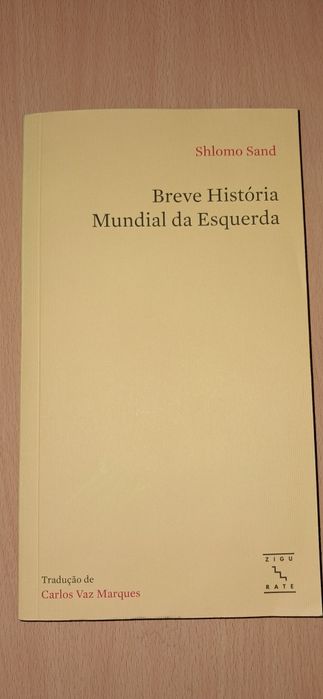 Shlomo Sand
Breve História
Mundial da Esquerda
Tradução de
Carlos Vaz Marques
ZIGU
RATE